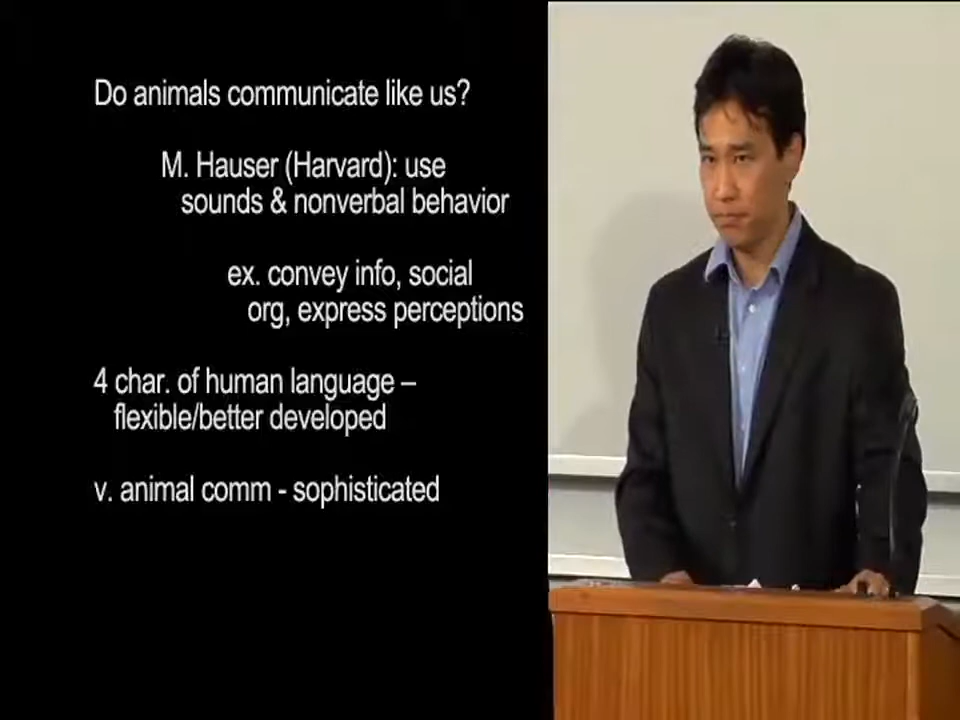 Do animals communicate like us?
M. Hauser (Harvard): use
sounds & nonverbal behavior
ex. convey info, social
org, express perceptions
4 char. of human language –
flexible/better developed
v. animal comm - sophisticated